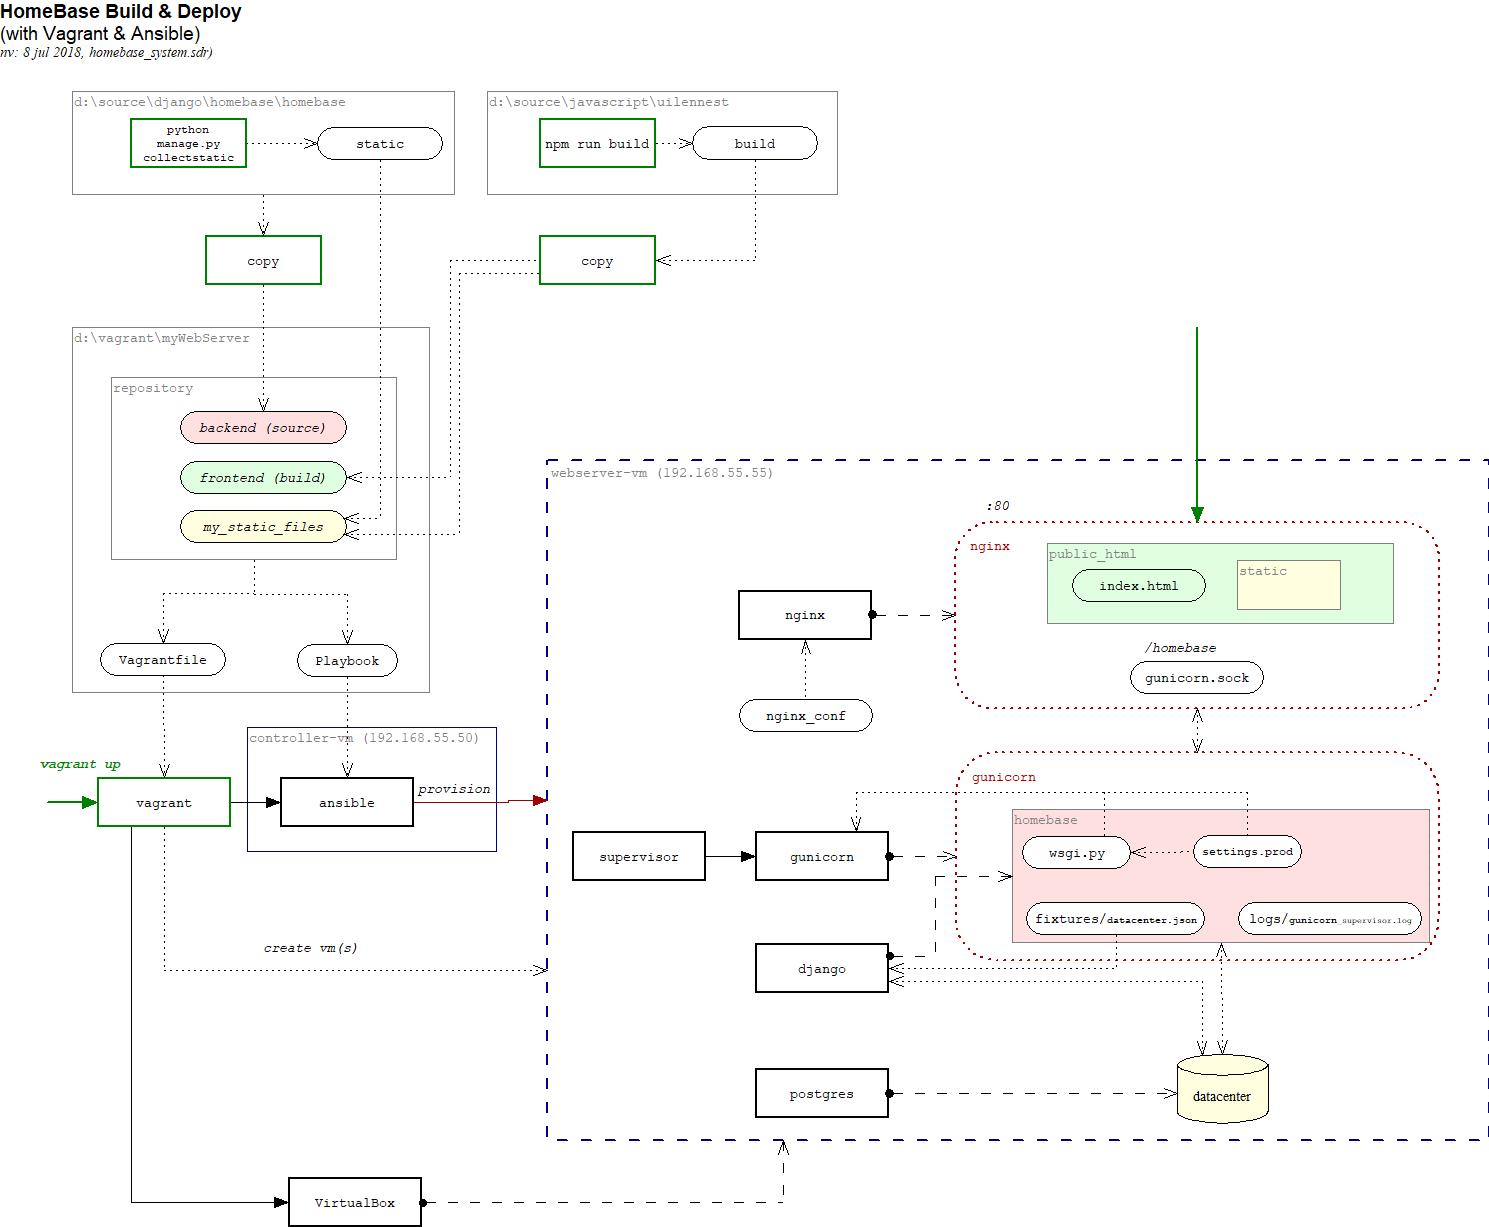 HomeBase Build & Deploy
(with Vagrant & Ansible)
nv: 8 jul 2018, homebase_system.sdr)
d:\source\django\homebase\homebase
python
manage.py
collectstatic
static
d:\source\javascript\uilennest
npm run build
build
copy
copy
d:\vagrant\myWebServer
repository
backend (source)
frontend (build)
my_static_files
Vagrantfile
Playbook
webserver-vm (192.168.55.55)
:80
nginx
public_html
index.html
static
/homebase
gunicorn.sock
nginx
nginx_conf
controller-vm (192.168.55.50)
vagrant up
vagrant
ansible
provision
create vm(s)
supervisor
gunicorn
gunicorn
homebase
wsgi.py
settings.prod
fixtures/datacenter.json
logs/gunicorn_supervisor.log
django
postgres
datacenter
VirtualBox